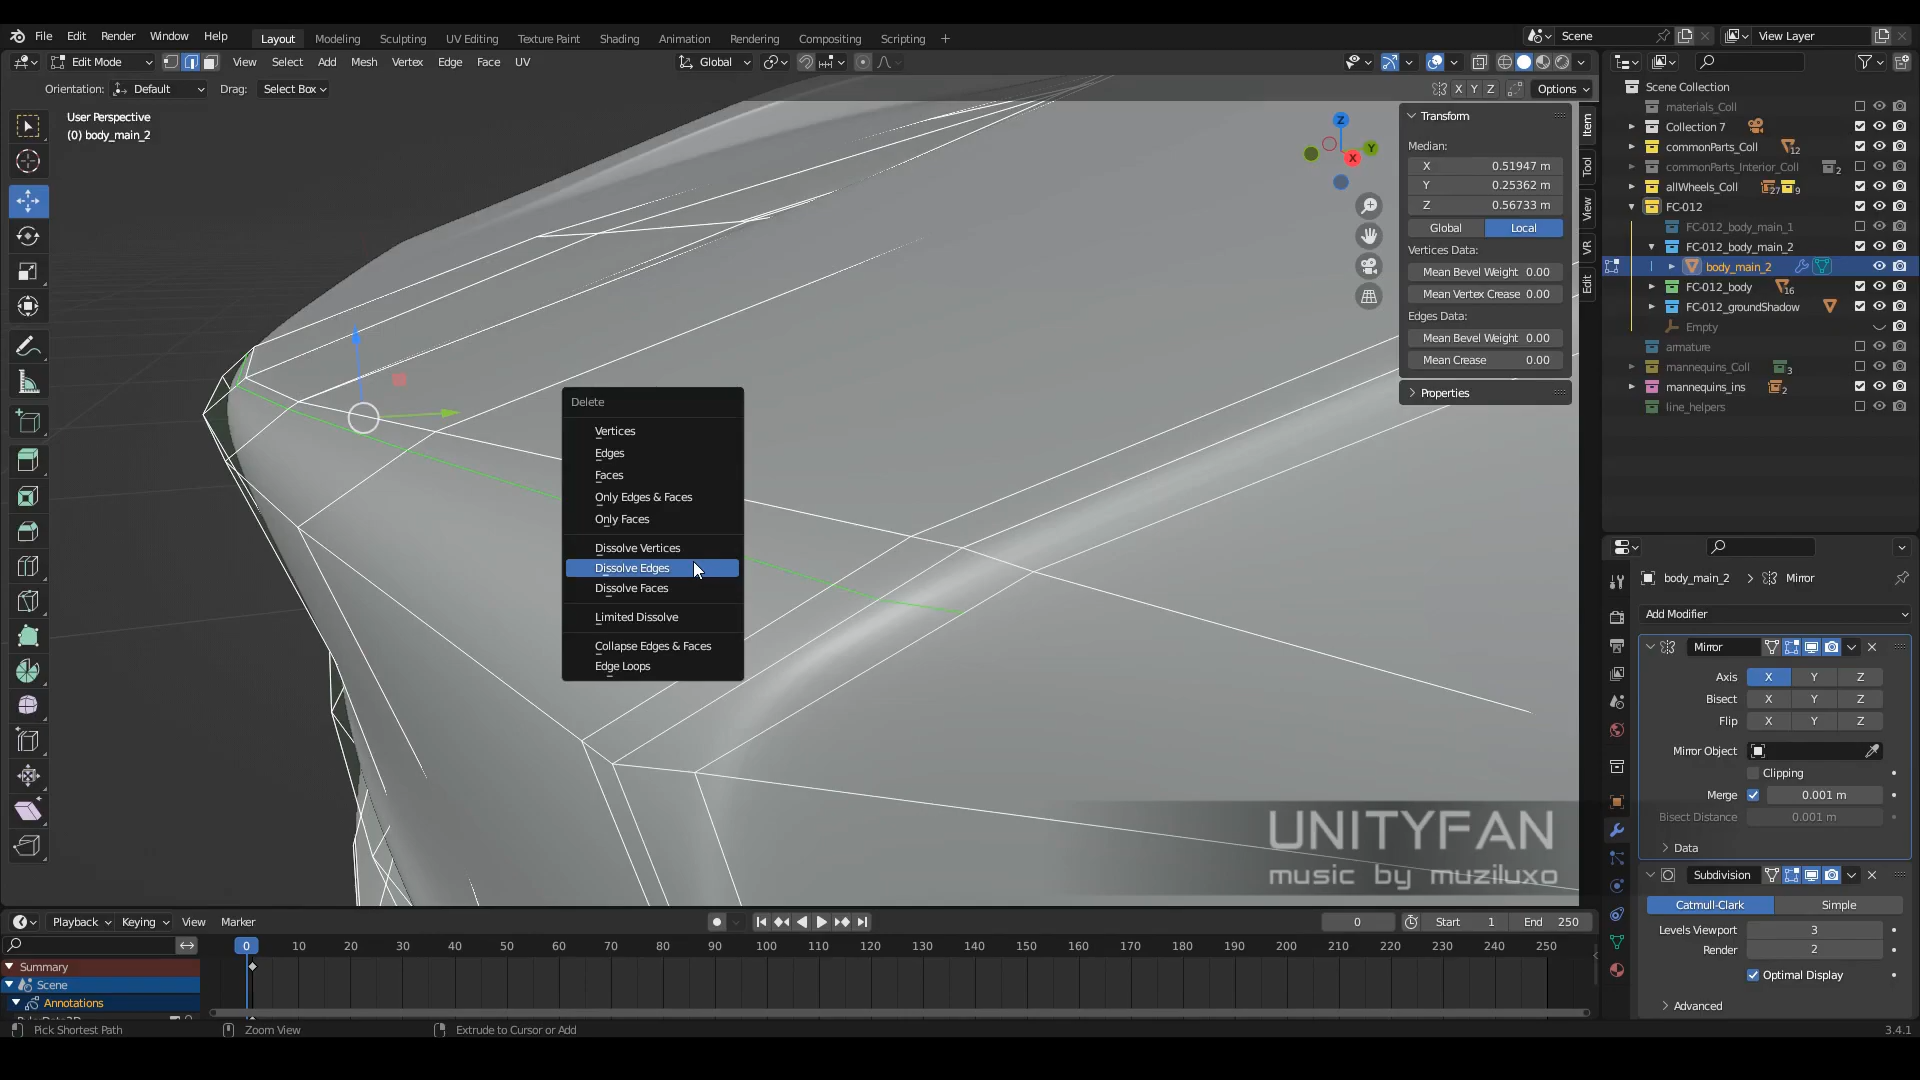 File Edit Render Window Help Layout Modeling Sculpting UV Editing Texture Paint Shading Animation Rendering Compositing Scripting + Scene View Layer
Edit Mode View Select Add Mesh Vertex Edge Face UV Global
Orientation: Default Drag: Select Box X Y Z Options
User Perspective
(0) body_main_2
Z
Y
X
Transform
Median:
X 0.51947 m
Y 0.25362 m
Z 0.56733 m
Global Local
Vertices Data:
Mean Bevel Weight 0.00
Mean Vertex Crease 0.00
Edges Data:
Mean Bevel Weight 0.00
Mean Crease 0.00
Properties
Item
Tool
View
VR
Edit
Delete
Vertices
Edges
Faces
Only Edges & Faces
Only Faces
Dissolve Vertices
Dissolve Edges
Dissolve Faces
Limited Dissolve
Collapse Edges & Faces
Edge Loops
UNITYFAN
music by muziluxo
Scene Collection
materials_Coll
Collection 7
commonParts_Coll 12
commonParts_Interior_Coll 2
allWheels_Coll 27 9
FC-012
FC-012_body_main_1
FC-012_body_main_2
body_main_2
FC-012_body 16
FC-012_groundShadow
Empty
armature
mannequins_Coll 3
mannequins_ins 2
line_helpers
body_main_2 > Mirror
Add Modifier
Mirror
Axis X Y Z
Bisect X Y Z
Flip X Y Z
Mirror Object
Clipping
Merge 0.001 m
Bisect Distance 0.001 m
Data
Subdivision
Catmull-Clark Simple
Levels Viewport 3
Render 2
Optimal Display
Advanced
Playback Keying View Marker 0 Start 1 End 250
0 10 20 30 40 50 60 70 80 90 100 110 120 130 140 150 160 170 180 190 200 210 220 230 240 250
Summary
Scene
Annotations
Pick Shortest Path Zoom View Extrude to Cursor or Add 3.4.1